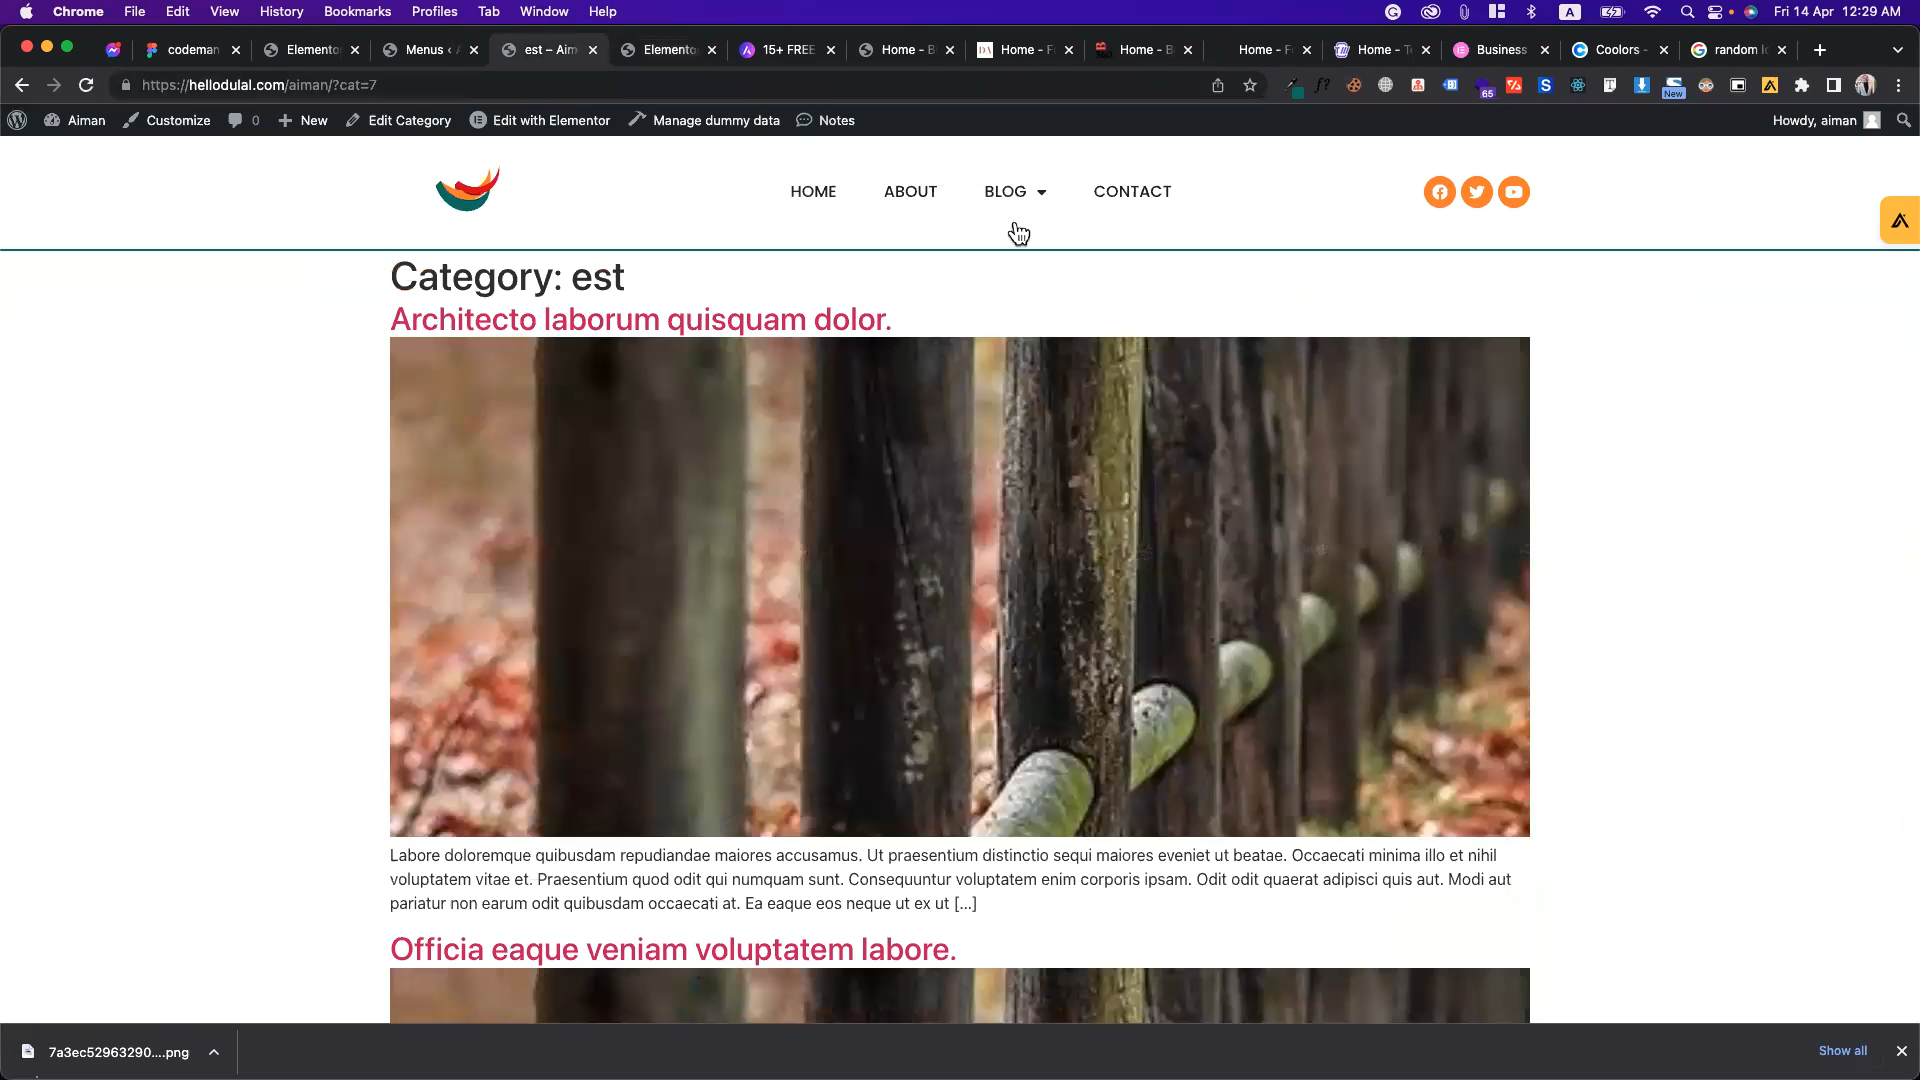 Chrome File Edit View History Bookmarks Profiles Tab Window Help Fri 14 Apr 12:29 AM
codeman Elemento Menus ‹ est – Aim Elemento 15+ FREE Home - B Home - F Home - B Home - F Home - T Business Coolors - random
https://hellodulal.com/aiman/?cat=7 65 New
Aiman Customize 0 New Edit Category Edit with Elementor Manage dummy data Notes Howdy, aiman
HOME ABOUT BLOG CONTACT
Category: est
Architecto laborum quisquam dolor.
Labore doloremque quibusdam repudiandae maiores accusamus. Ut praesentium distinctio sequi maiores eveniet ut beatae. Occaecati minima illo et nihil
voluptatem vitae et. Praesentium quod odit qui numquam sunt. Consequuntur voluptatem enim corporis ipsam. Odit odit quaerat adipisci quis aut. Modi aut
pariatur non earum odit quibusdam occaecati at. Ea eaque eos neque ut ex ut […]
Officia eaque veniam voluptatem labore.
7a3ec52963290....png Show all